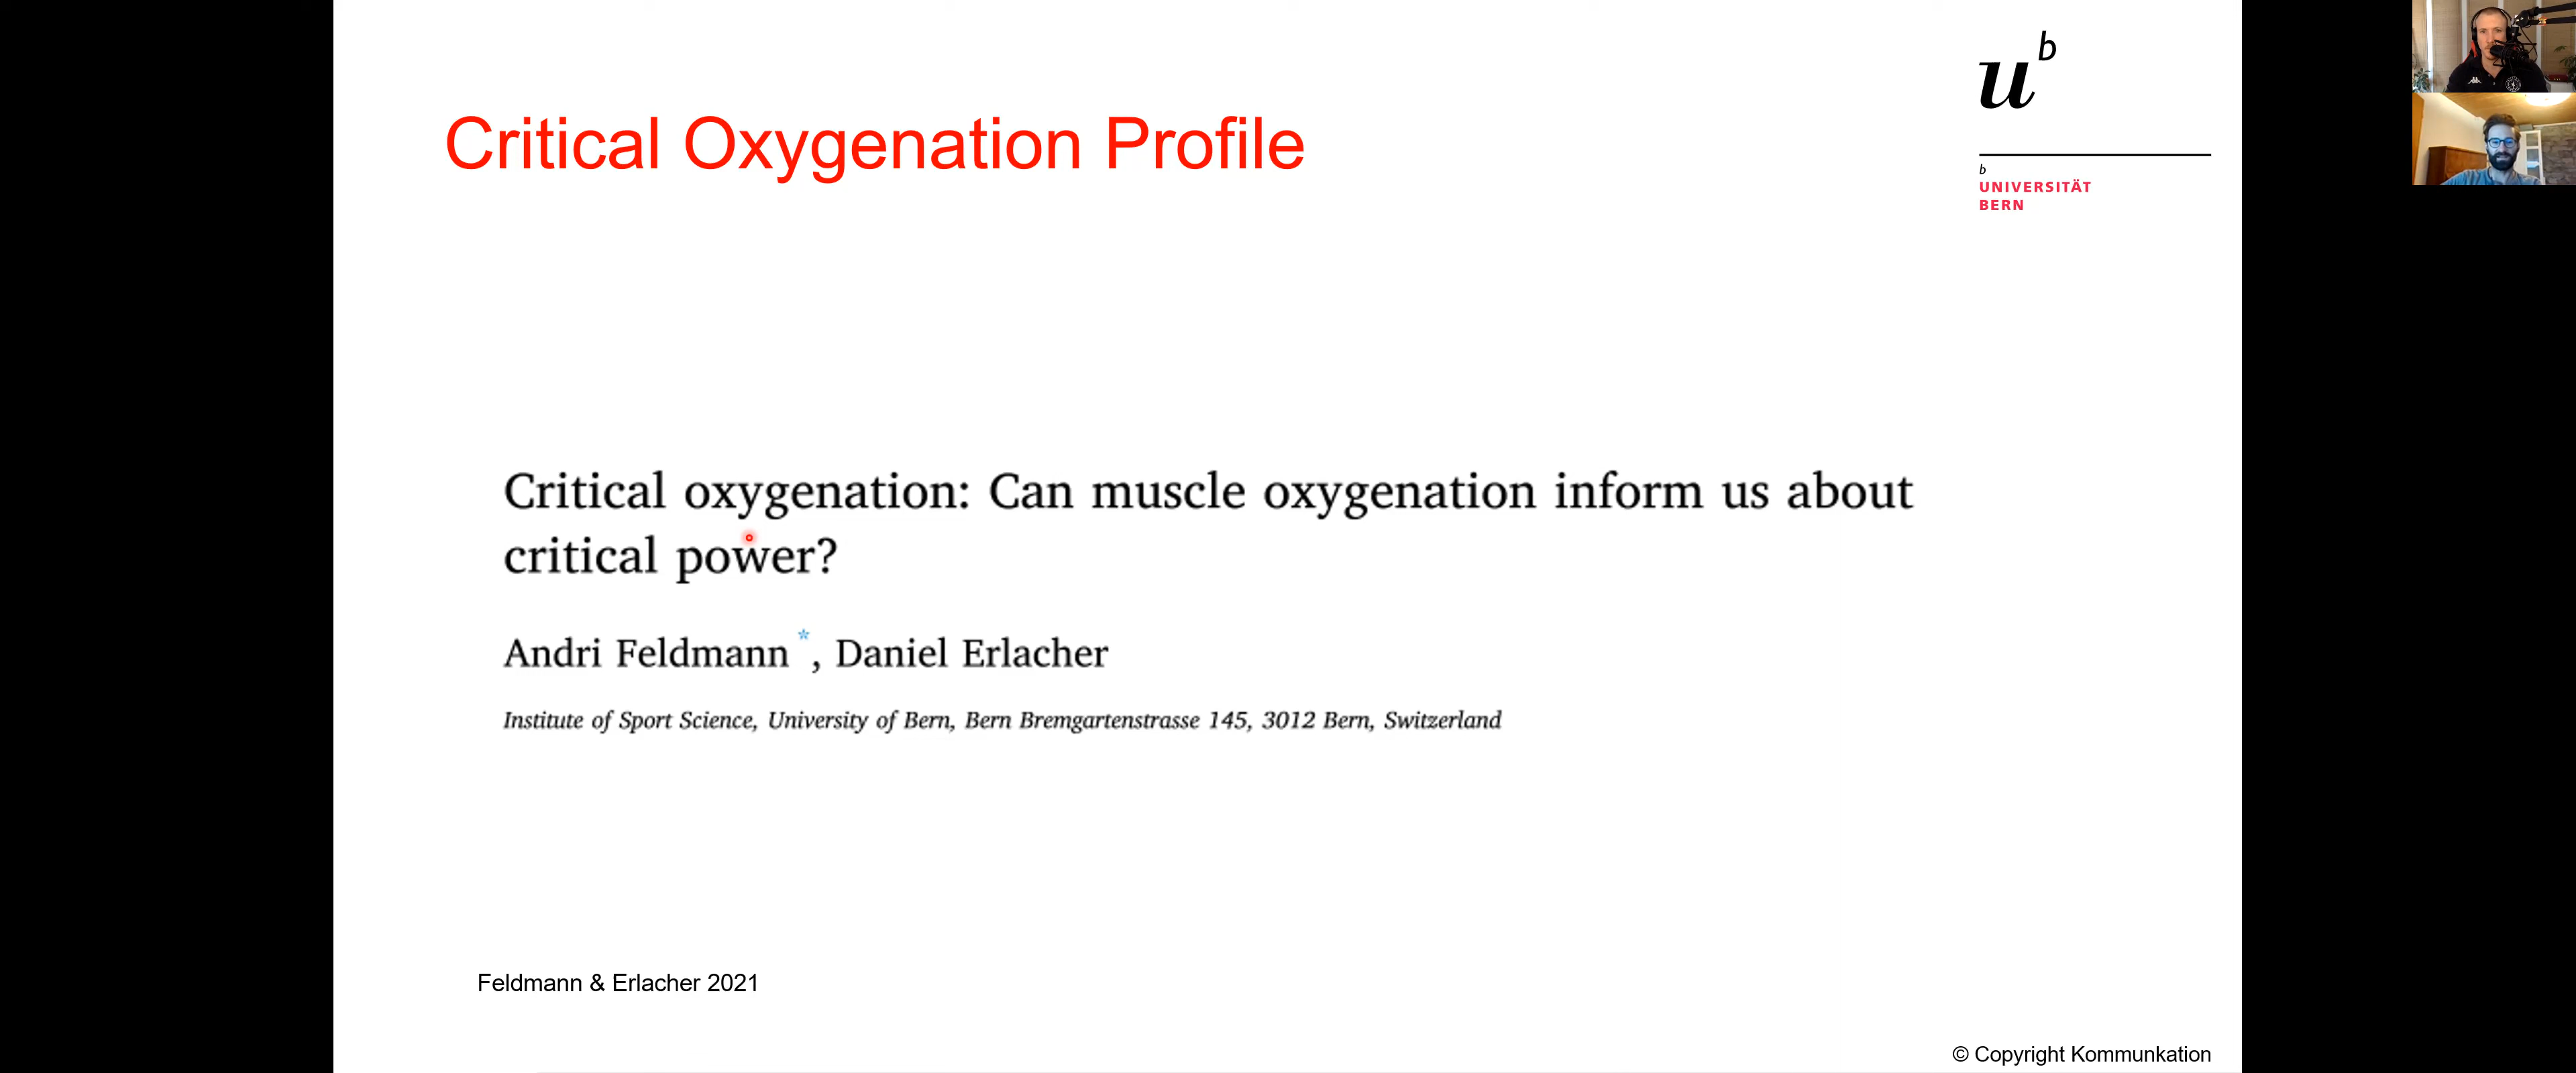 Critical Oxygenation Profile
u b
b
UNIVERSITÄT
BERN
Critical oxygenation: Can muscle oxygenation inform us about
critical power?
Andri Feldmann *, Daniel Erlacher
Institute of Sport Science, University of Bern, Bern Bremgartenstrasse 145, 3012 Bern, Switzerland
Feldmann & Erlacher 2021
© Copyright Kommunkation